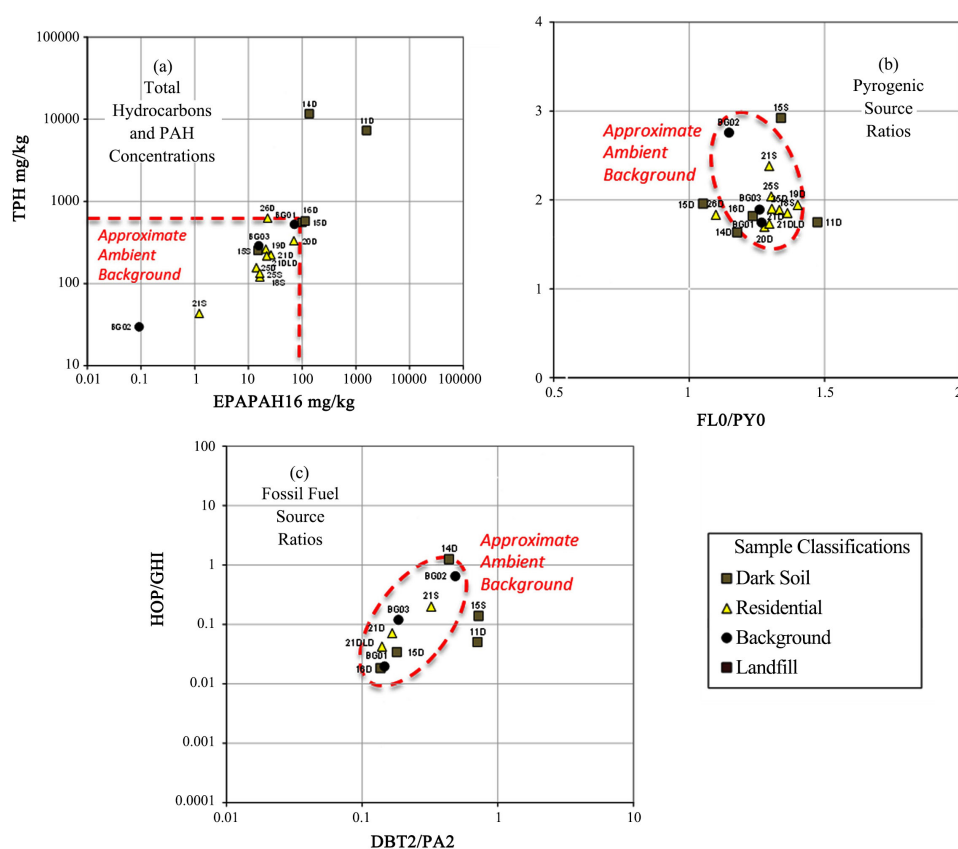 100000
10000
1000
100
10
TPH mg/kg
(a)
Total
Hydrocarbons
and PAH
Concentrations
14D
11D
26D
BG01
16D
15D
Approximate
Ambient
Background
BG03
20D
15S
19D
21D
21DLD
25D
25S
18S
21S
BG02
0.01
0.1
1
10
100
1000
10000
100000
EPAPAH16 mg/kg
4
3
2
1
0
(b)
Pyrogenic
Source
Ratios
15S
BG02
Approximate
Ambient
Background
21S
25S
15D
26D
16D
BG03
18S
19D
14D
BG01
21D
21DLD
20D
11D
0.5
1
1.5
2
FL0/PY0
100
10
1
0.1
0.01
0.001
0.0001
HOP/GHI
(c)
Fossil Fuel
Source
Ratios
Approximate
Ambient
Background
14D
BG02
21S
BG03
15S
21D
11D
21DLD
BG01
15D
16D
0.01
0.1
1
10
DBT2/PA2
Sample Classifications
Dark Soil
Residential
Background
Landfill